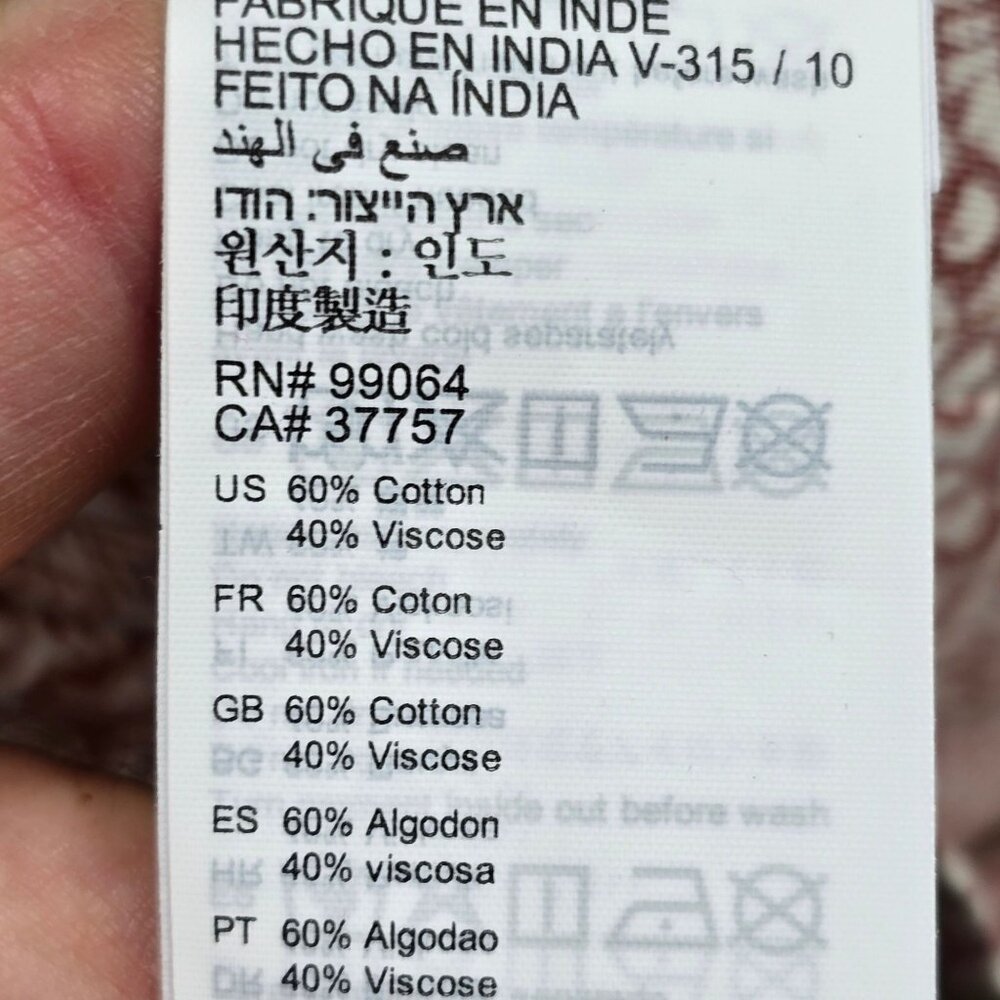 FABRIQUÉ EN INDE
HECHO EN INDIA V-315 / 10
FEITO NA ÍNDIA
صنع في الهند
ארץ הייצור: הודו
원산지 : 인도
印度製造
RN# 99064
CA# 37757
US 60% Cotton
40% Viscose
FR 60% Coton
40% Viscose
GB 60% Cotton
40% Viscose
ES 60% Algodon
40% viscosa
PT 60% Algodao
40% Viscose